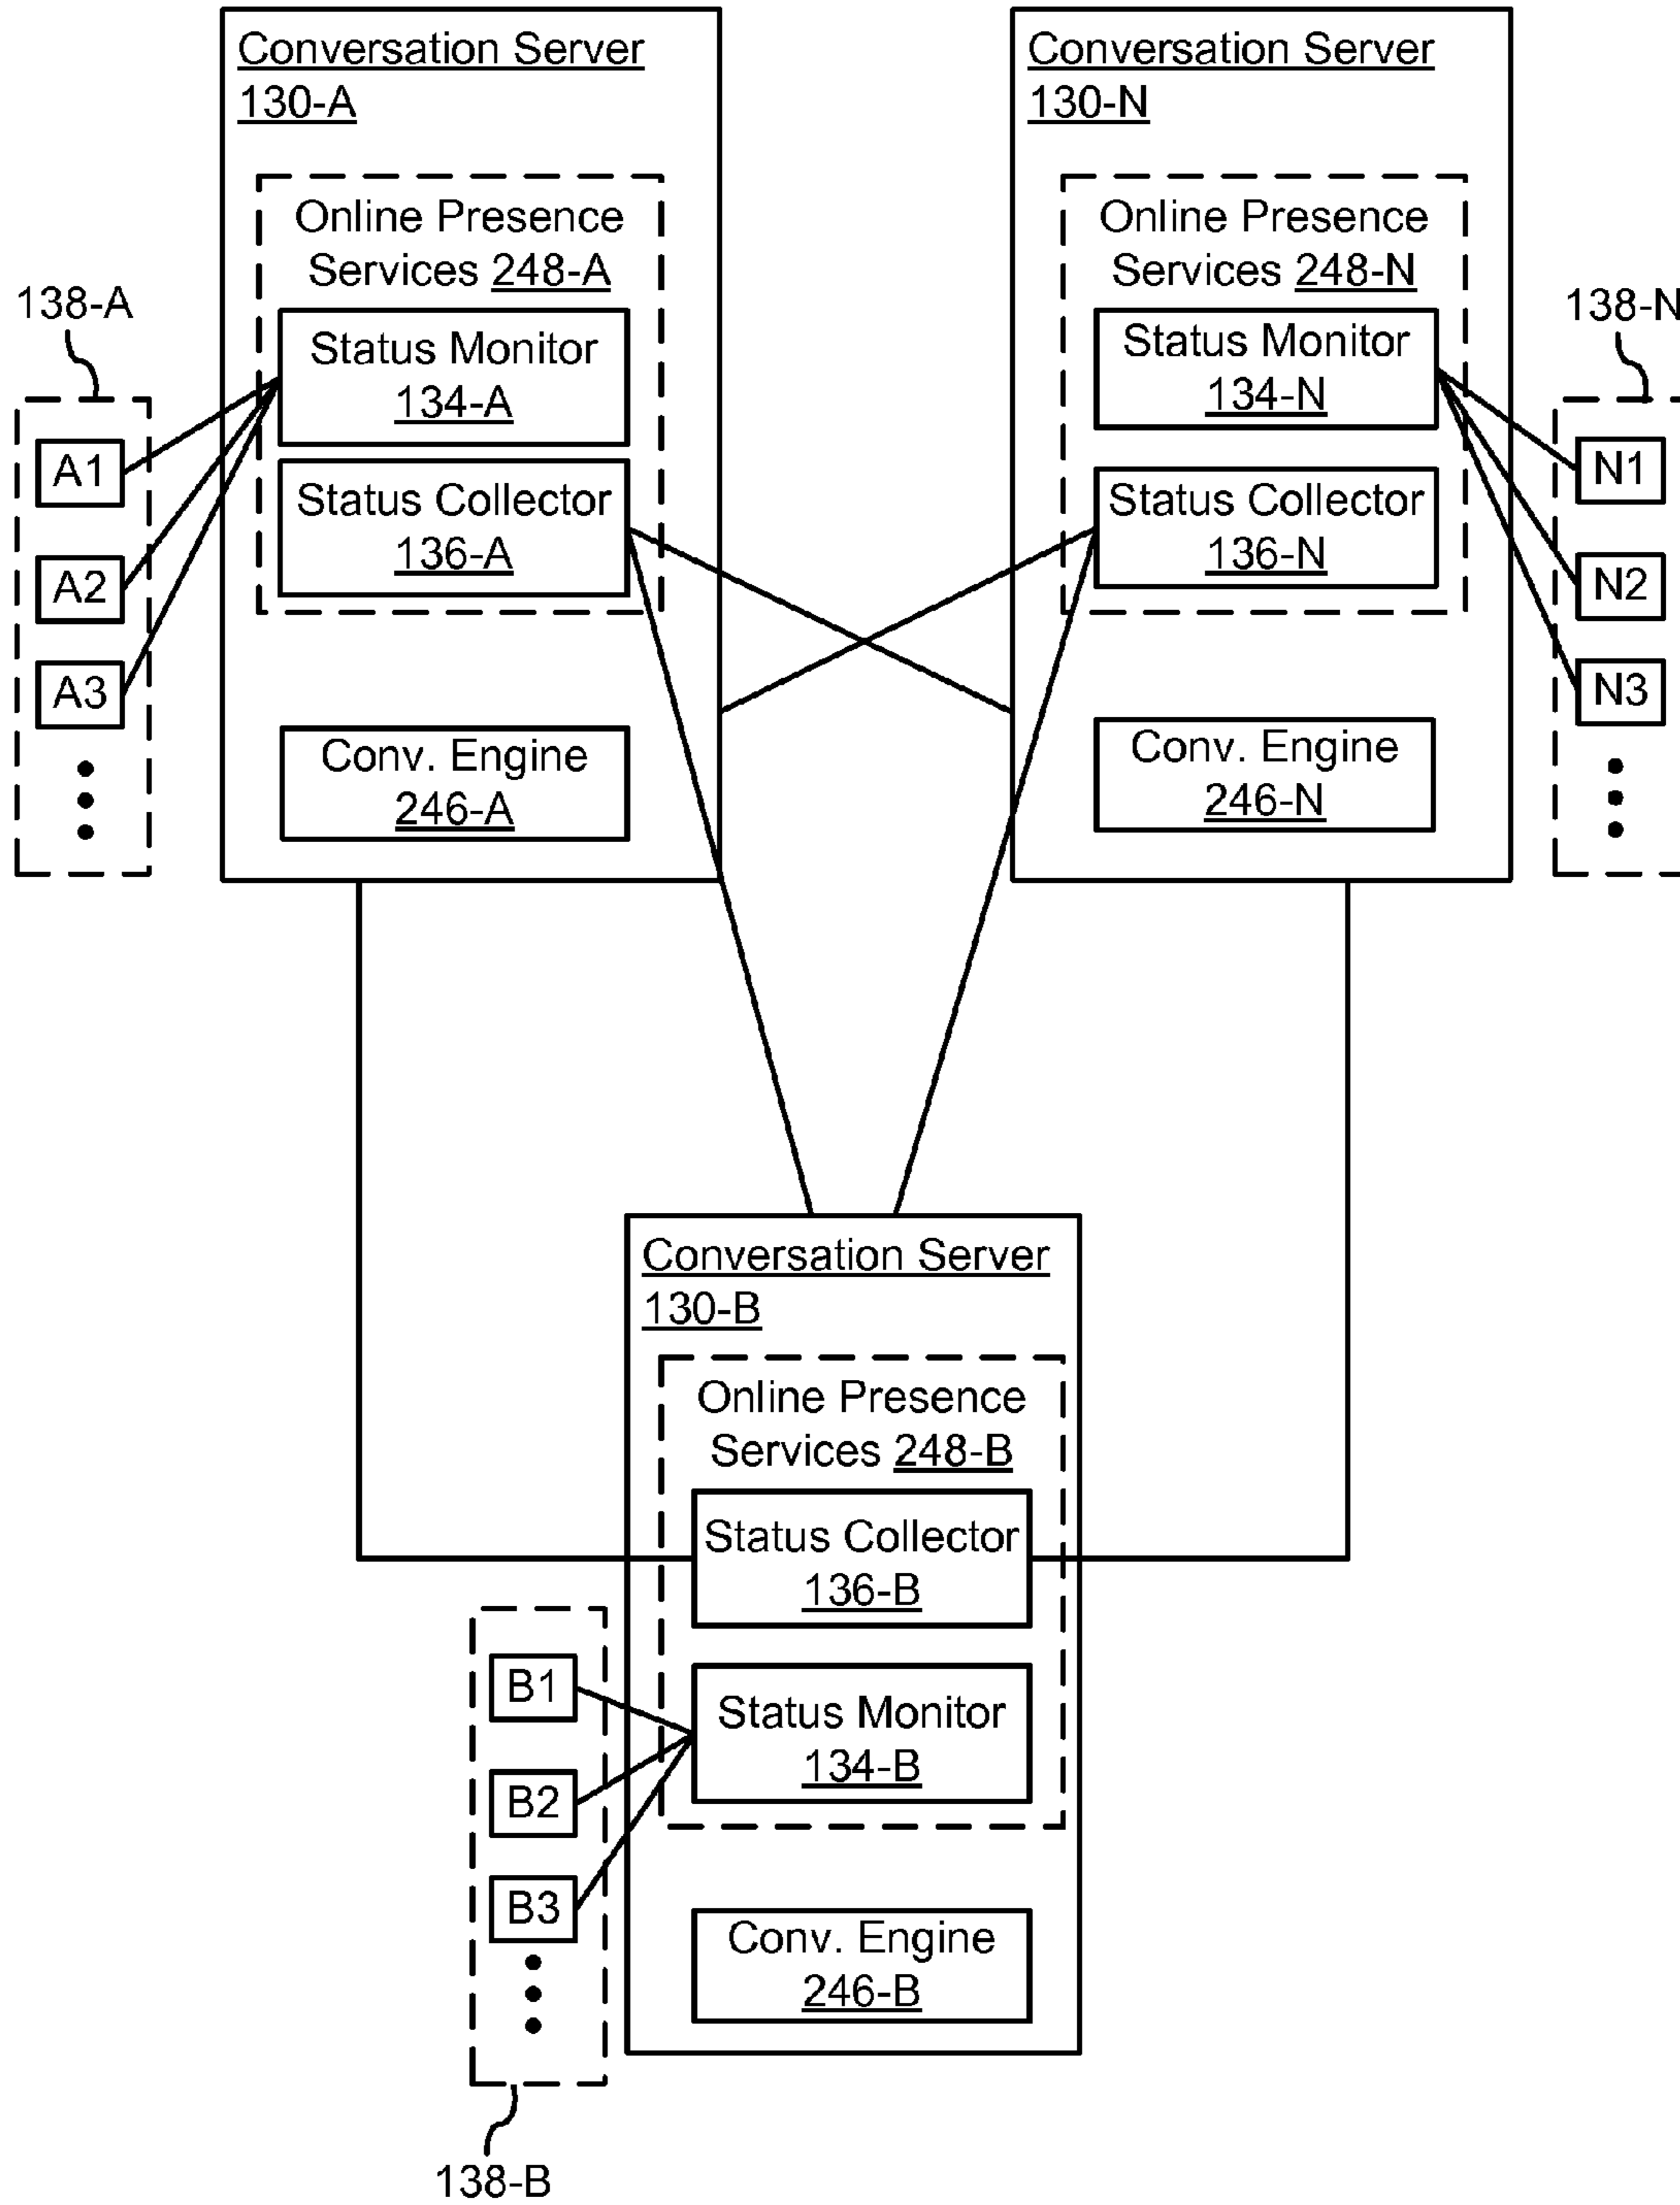 Conversation Server
130-A
Online Presence
Services 248-A
Status Monitor
134-A
Status Collector
136-A
Conv. Engine
246-A
138-A
A1
A2
A3
Conversation Server
130-N
Online Presence
Services 248-N
Status Monitor
134-N
Status Collector
136-N
Conv. Engine
246-N
138-N
N1
N2
N3
Conversation Server
130-B
Online Presence
Services 248-B
Status Collector
136-B
Status Monitor
134-B
Conv. Engine
246-B
B1
B2
B3
138-B